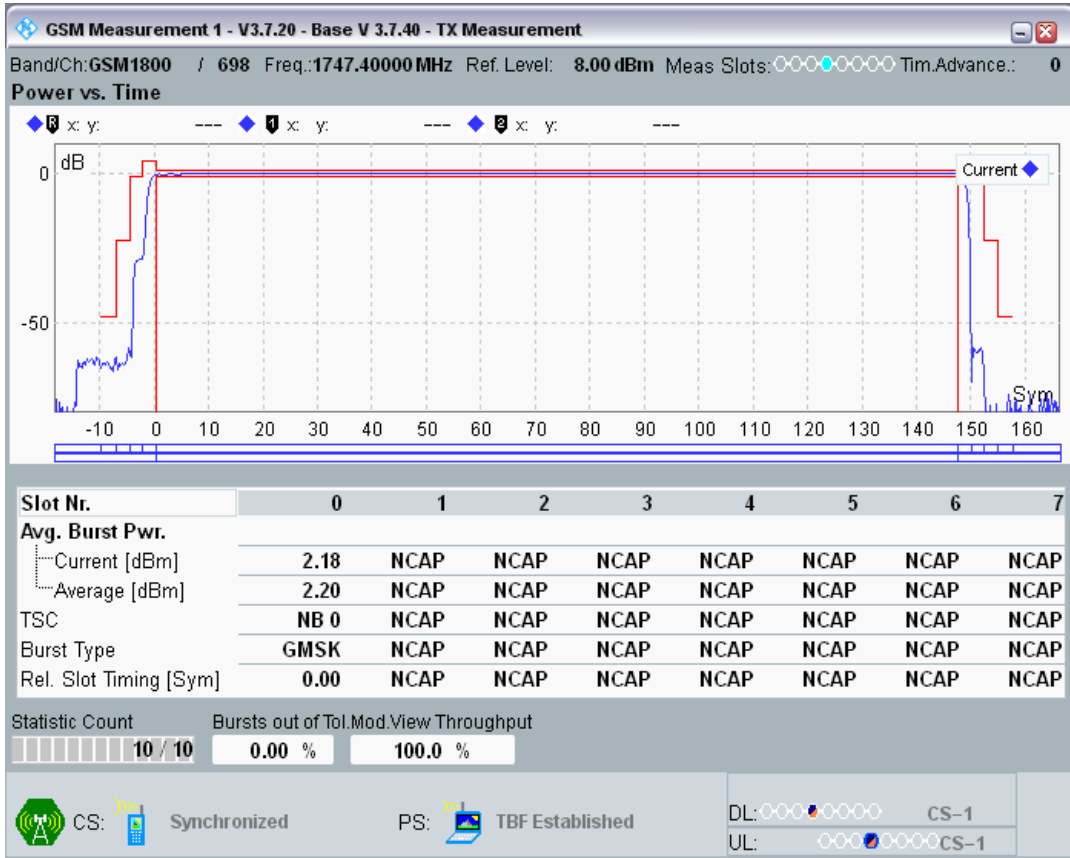 GSM Measurement 1 - V3.7.20 - Base V 3.7.40 - TX Measurement
Band/Ch:GSM1800 / 698 Freq.:1747.40000 MHz Ref. Level: 8.00 dBm Meas Slots: Tim.Advance.: 0
Power vs. Time
R x: y: --- 1 x: y: --- 2 x: y: ---
dB
Current
0
-50
Sym
-10 0 10 20 30 40 50 60 70 80 90 100 110 120 130 140 150 160
Slot Nr. 0 1 2 3 4 5 6 7
Avg. Burst Pwr.
Current [dBm] 2.18 NCAP NCAP NCAP NCAP NCAP NCAP NCAP
Average [dBm] 2.20 NCAP NCAP NCAP NCAP NCAP NCAP NCAP
TSC NB 0 NCAP NCAP NCAP NCAP NCAP NCAP NCAP
Burst Type GMSK NCAP NCAP NCAP NCAP NCAP NCAP NCAP
Rel. Slot Timing [Sym] 0.00 NCAP NCAP NCAP NCAP NCAP NCAP NCAP
Statistic Count Bursts out of Tol.Mod.View Throughput
10 / 10 0.00 % 100.0 %
CS: Synchronized PS: TBF Established
DL: CS-1
UL: CS-1